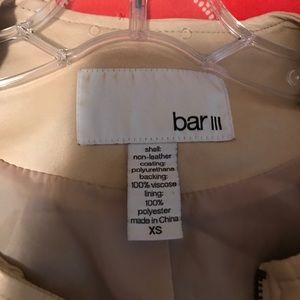 bar III
shell:
non-leather
coating:
polyurethane
backing:
100% viscose
lining:
100%
polyester
made in China
XS